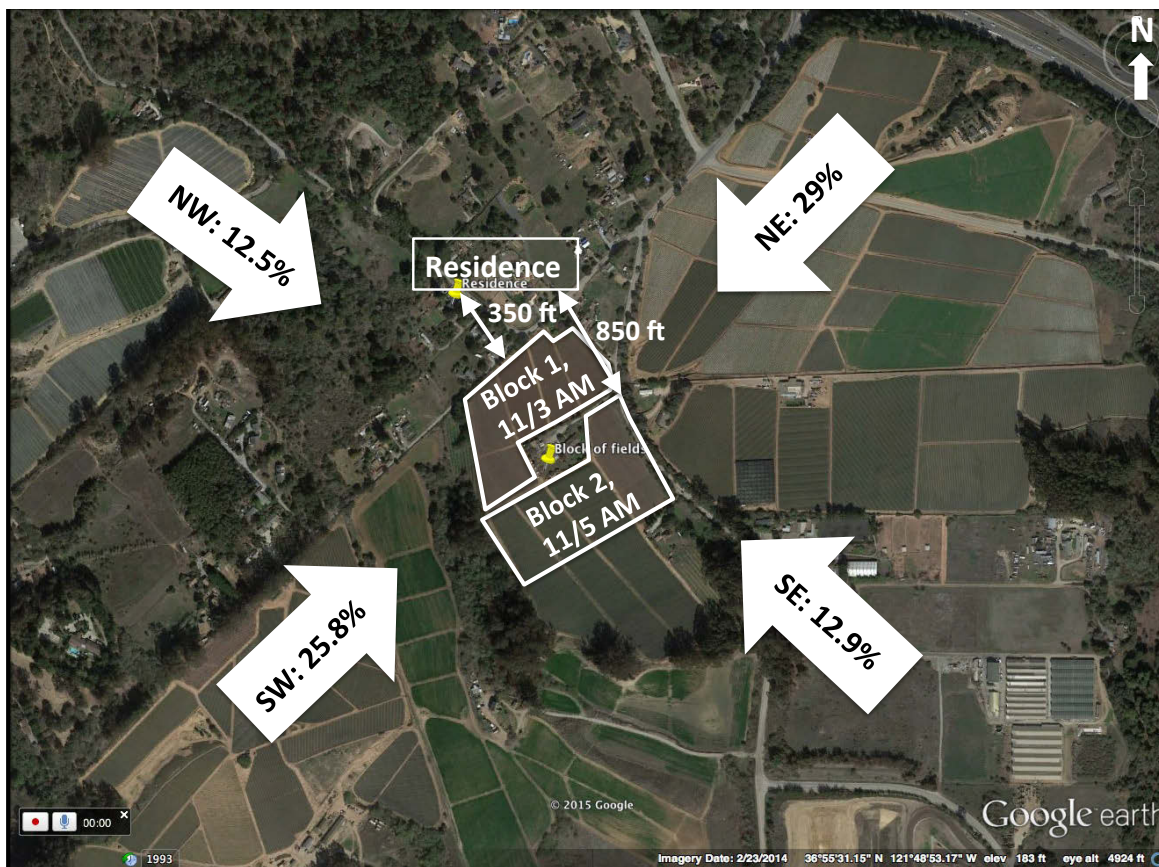 N
NW: 12.5%
NE: 29%
Residence
Residence
350 ft
850 ft
Block 1,
11/3 AM
Block of fields
Block 2,
11/5 AM
SW: 25.8%
SE: 12.9%
© 2015 Google
Google earth
00:00
1993
Imagery Date: 2/23/2014 36°55'31.15" N 121°48'53.17" W elev 183 ft eye alt 4924 ft